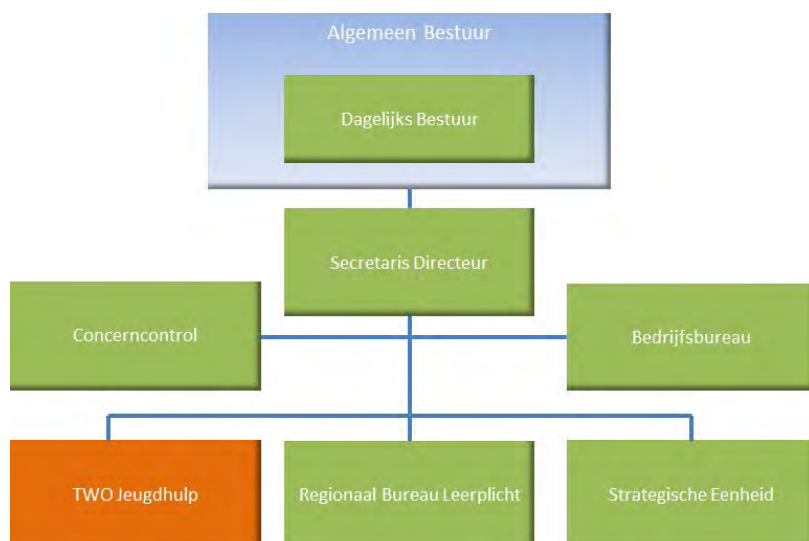 Algemeen Bestuur
Dagelijks Bestuur
Secretaris Directeur
Concerncontrol
Bedrijfsbureau
TWO Jeugdhulp
Regionaal Bureau Leerplicht
Strategische Eenheid